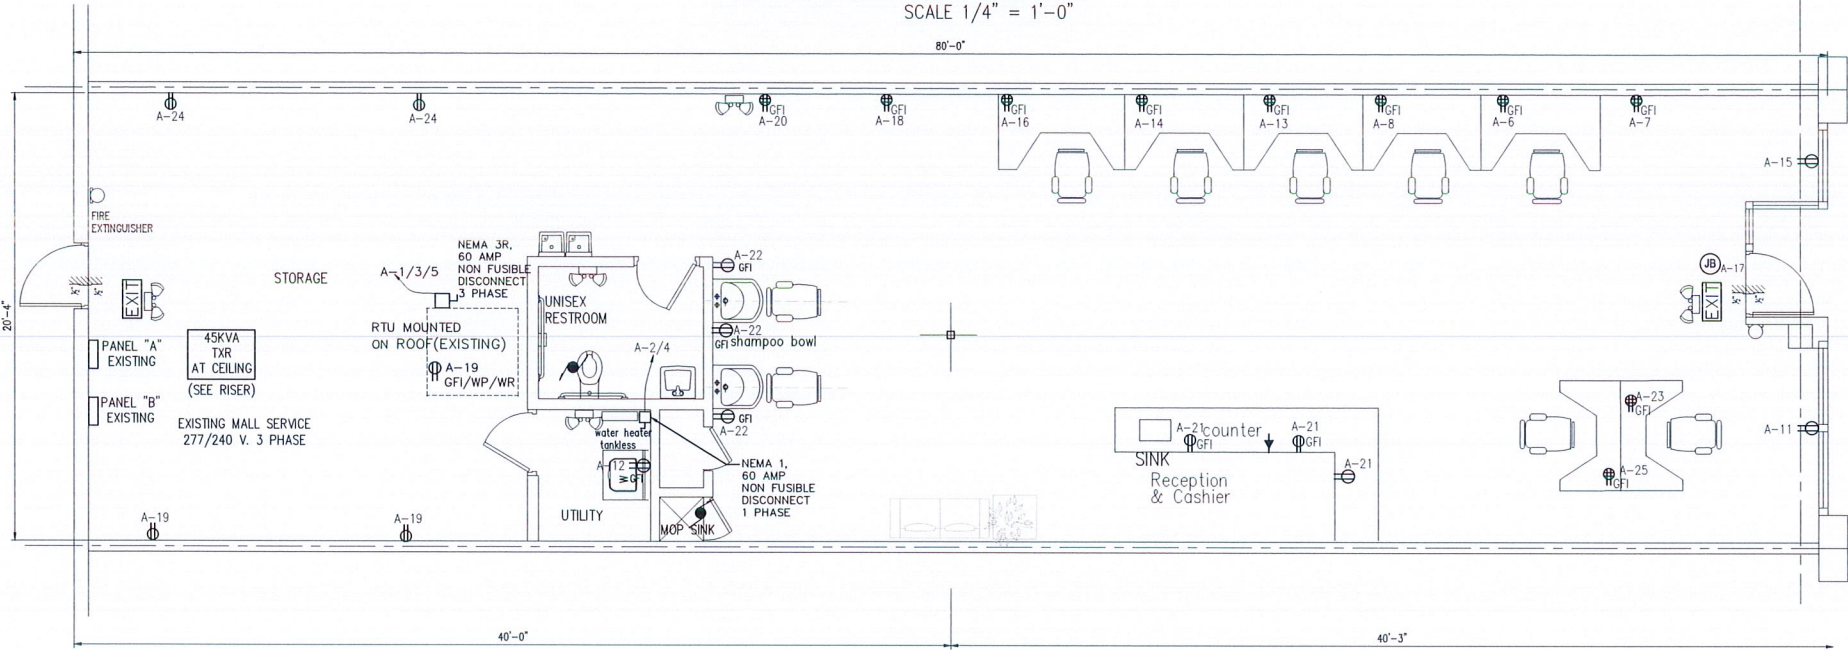 SCALE 1/4" = 1'-0"
80'-0"
20'-4"
A-24
A-24
GFI
A-20
GFI
A-18
GFI
A-16
GFI
A-14
GFI
A-13
GFI
A-8
GFI
A-6
GFI
A-7
A-15
FIRE
EXTINGUISHER
EXIT
STORAGE
A-1/3/5
NEMA 3R,
60 AMP
NON FUSIBLE
DISCONNECT
3 PHASE
UNISEX
RESTROOM
A-22
GFI
A-22
GFI
shampoo bowl
A-22
GFI
PANEL "A"
EXISTING
45KVA
TXR
AT CEILING
(SEE RISER)
PANEL "B"
EXISTING
EXISTING MALL SERVICE
277/240 V. 3 PHASE
RTU MOUNTED
ON ROOF(EXISTING)
A-19
GFI/WP/WR
A-2/4
water heater
tankless
A-12
W
GFI
NEMA 1,
60 AMP
NON FUSIBLE
DISCONNECT
1 PHASE
UTILITY
MOP SINK
A-19
A-19
JB
A-17
EXIT
A-21
GFI
counter
A-21
GFI
SINK
A-21
Reception
& Cashier
A-23
GFI
A-25
GFI
A-11
40'-0"
40'-3"